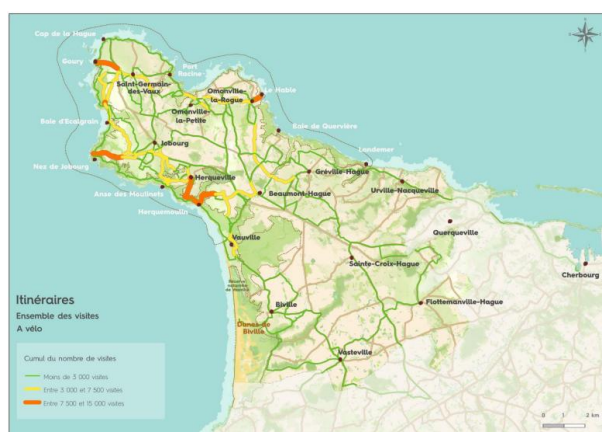 Cap de la Hague
Goury
Port
Racine
Saint-Germain
des-Vaux
Omonville-
la-Rogue
Le Hable
Omonville-
la-Petite
Baie d'Ecalgrain
Baie de Quervière
Jobourg
Landemer
Nez de Jobourg
Herqueville
Gréville-Hague
Anse des Moulinets
Beaumont-Hague
Urville-Nacqueville
Herquemoulin
Querqueville
Vauville
Sainte-Croix-Hague
Cherbourg
Biville
Flottemanville-Hague
Dunes de
Biville
Vasteville
Itinéraires
Ensemble des visites
A vélo
Cumul du nombre de visites
Moins de 3 000 visites
Entre 3 000 et 7 500 visites
Entre 7 500 et 15 000 visites
0 1 2 km